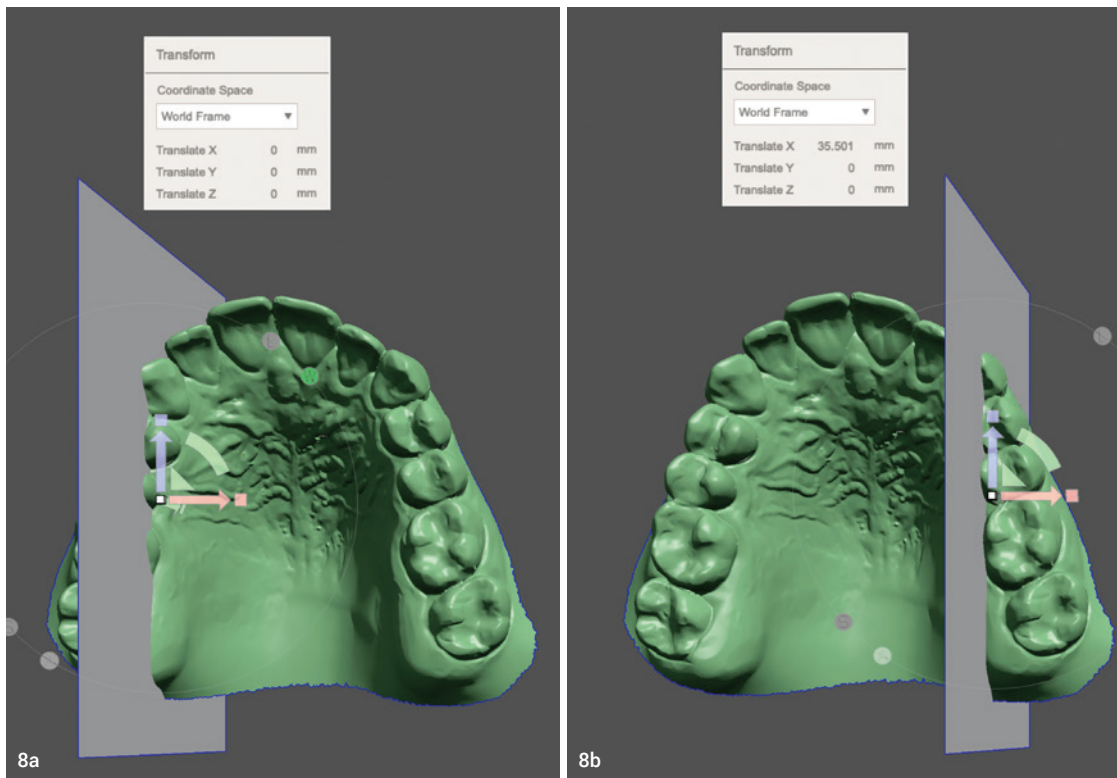 Transform
Coordinate Space
World Frame
Translate X 0 mm
Translate Y 0 mm
Translate Z 0 mm
8a
Transform
Coordinate Space
World Frame
Translate X 35.501 mm
Translate Y 0 mm
Translate Z 0 mm
8b